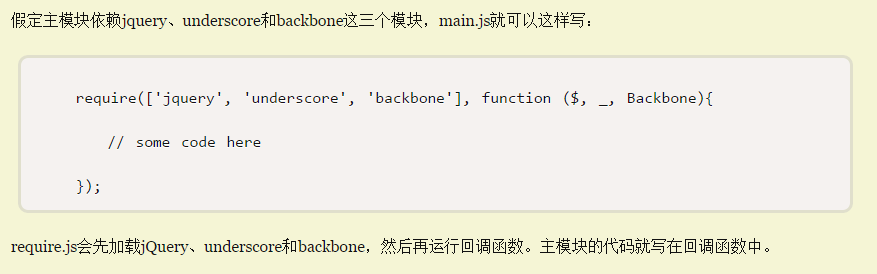 假定主模块依赖jquery、underscore和backbone这三个模块，main.js就可以这样写：
require(['jquery', 'underscore', 'backbone'], function ($, _, Backbone){
// some code here
});
require.js会先加载jQuery、underscore和backbone，然后再运行回调函数。主模块的代码就写在回调函数中。